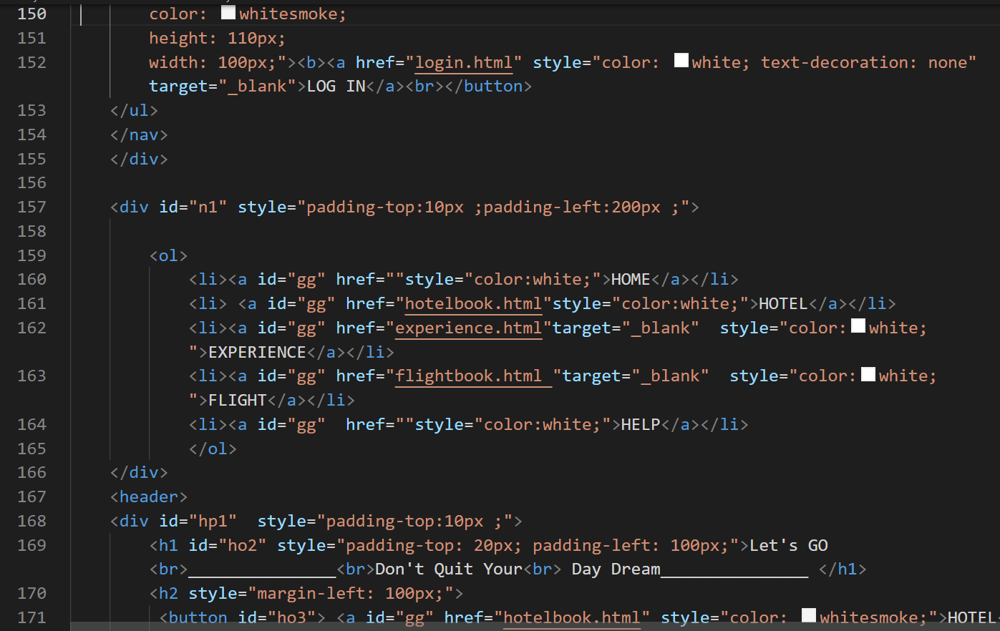 150 color: whitesmoke;
151 height: 110px;
152 width: 100px;"><b><a href="login.html" style="color: white; text-decoration: none"
target="_blank">LOG IN</a><br></button>
153 </ul>
154 </nav>
155 </div>
156
157 <div id="n1" style="padding-top:10px ;padding-left:200px ;">
158
159 <ol>
160 <li><a id="gg" href=""style="color:white;">HOME</a></li>
161 <li> <a id="gg" href="hotelbook.html"style="color:white;">HOTEL</a></li>
162 <li><a id="gg" href="experience.html"target="_blank"  style="color:white;
">EXPERIENCE</a></li>
163 <li><a id="gg" href="flightbook.html "target="_blank"  style="color:white;
">FLIGHT</a></li>
164 <li><a id="gg"  href=""style="color:white;">HELP</a></li>
165 </ol>
166 </div>
167 <header>
168 <div id="hp1"  style="padding-top:10px ;">
169 <h1 id="ho2" style="padding-top: 20px; padding-left: 100px;">Let's GO
<br>_______________<br>Don't Quit Your<br> Day Dream_______________ </h1>
170 <h2 style="margin-left: 100px;">
171 <button id="ho3"> <a id="gg" href="hotelbook.html" style="color: whitesmoke;">HOTEL